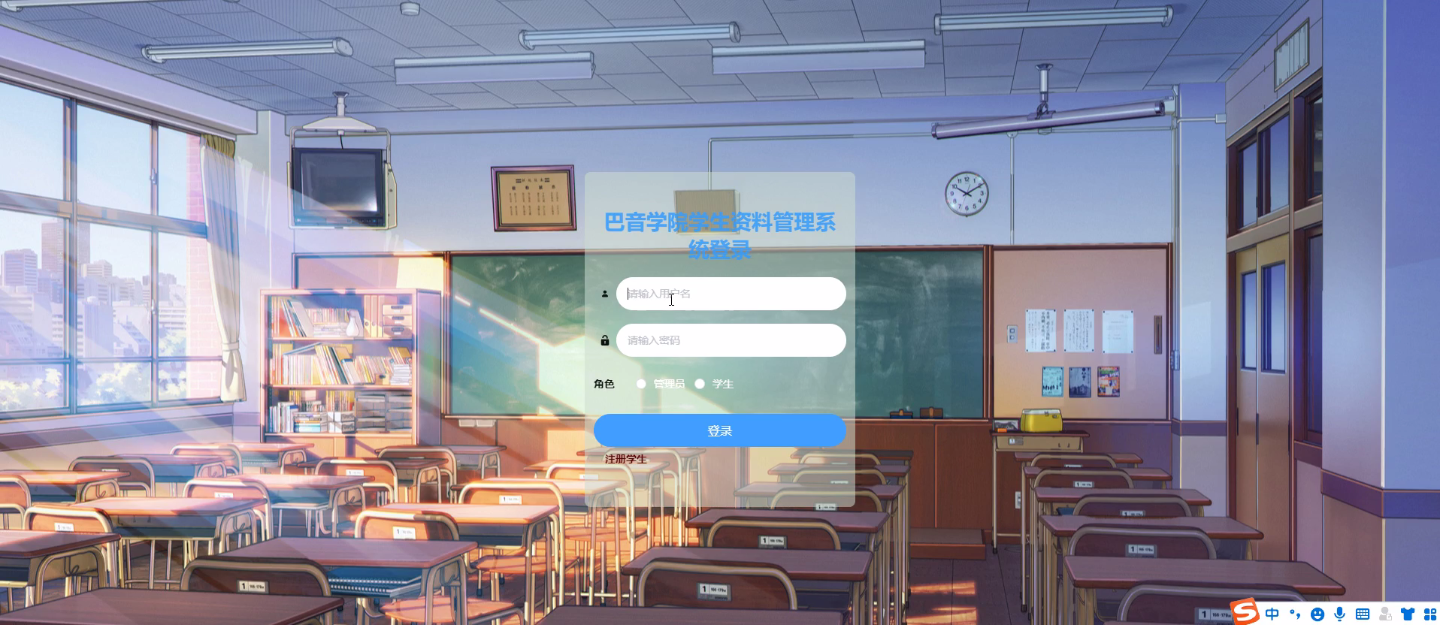 巴音学院学生资料管理系
统登录
请输入用户名
请输入密码
角色 管理员 学生
登录
注册学生
中